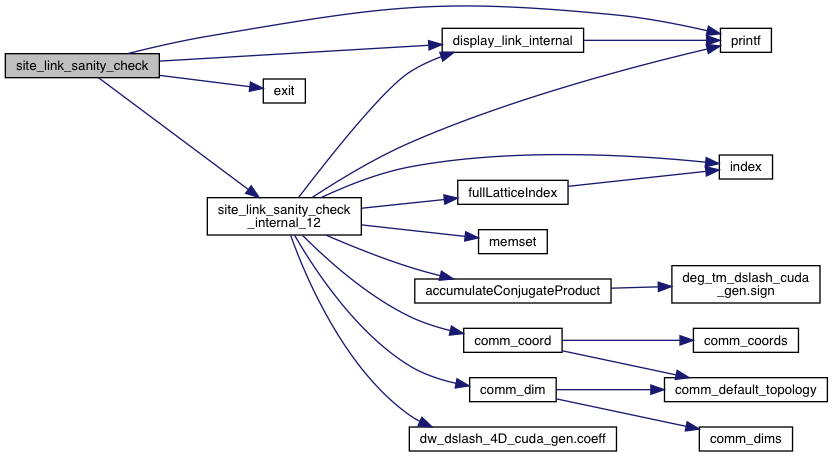 site_link_sanity_check
display_link_internal
printf
exit
site_link_sanity_check
_internal_12
index
fullLatticeIndex
memset
accumulateConjugateProduct
deg_tm_dslash_cuda
_gen.sign
comm_coord
comm_coords
comm_dim
comm_default_topology
dw_dslash_4D_cuda_gen.coeff
comm_dims